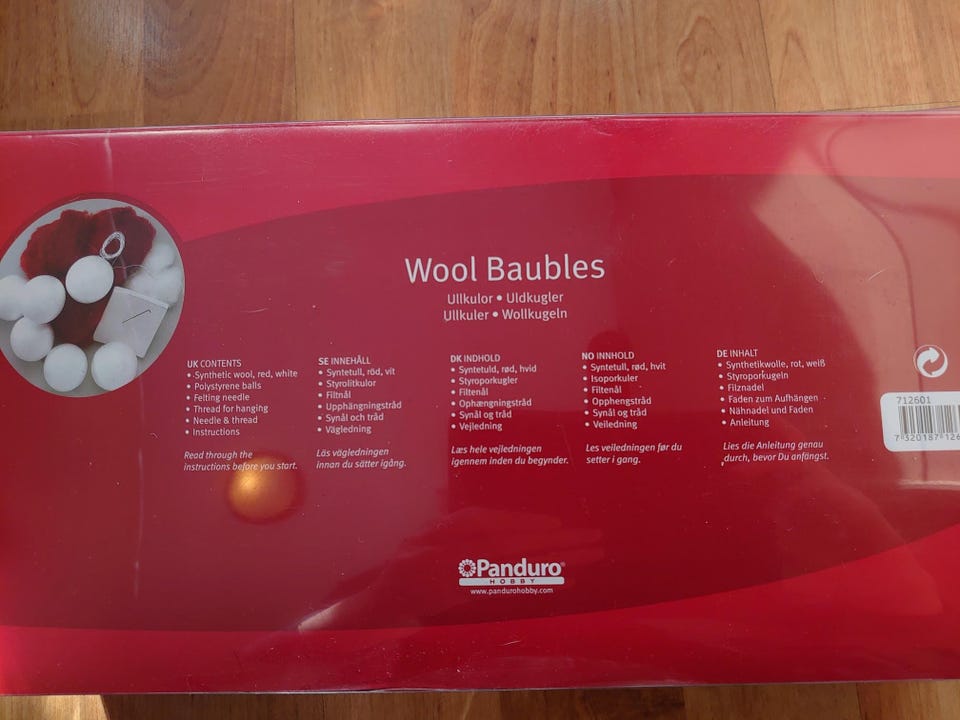 Wool Baubles
Ullkulor • Uldkugler
Ullkuler • Wollkugeln
UK CONTENTS
• Synthetic wool, red, white
• Polystyrene balls
• Felting needle
• Thread for hanging
• Needle & thread
• Instructions
Read through the
instructions before you start.
SE INNEHÅLL
• Syntetull, röd, vit
• Styrolitkulor
• Filtnål
• Upphängningstråd
• Synål och tråd
• Vägledning
Läs vägledningen
innan du sätter igång.
DK INDHOLD
• Syntetuld, rød, hvid
• Styroporkugler
• Filtenål
• Ophængningstråd
• Synål og tråd
• Vejledning
Læs hele vejledningen
igennem inden du begynder.
NO INNHOLD
• Syntetull, rød, hvit
• Isoporkuler
• Filtenål
• Opphengstråd
• Synål og tråd
• Veiledning
Les veiledningen før du
setter i gang.
DE INHALT
• Synthetikwolle, rot, weiß
• Styroporkugeln
• Filznadel
• Faden zum Aufhängen
• Nähnadel und Faden
• Anleitung
Lies die Anleitung genau
durch, bevor Du anfängst.
712601
7 320187 126
Panduro®
HOBBY
www.pandurohobby.com